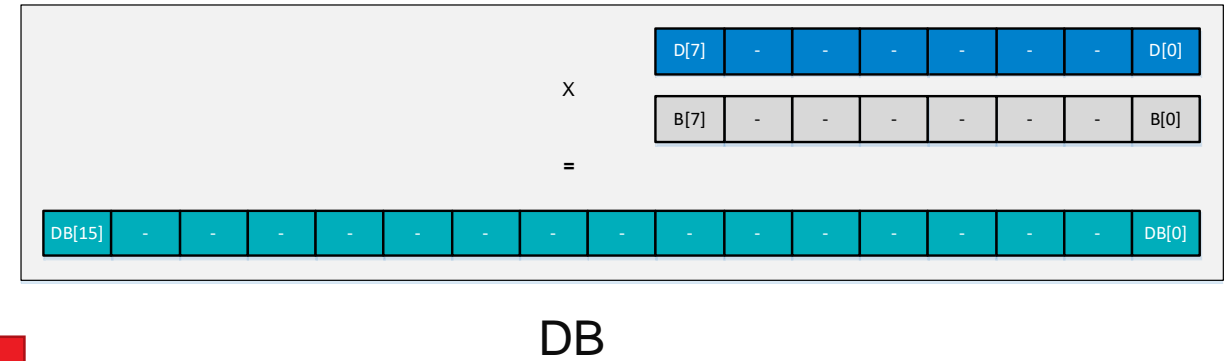 D[7] - - - - - - D[0]
X
B[7] - - - - - - B[0]
=
DB[15] - - - - - - - - - - - - - - - DB[0]
DB